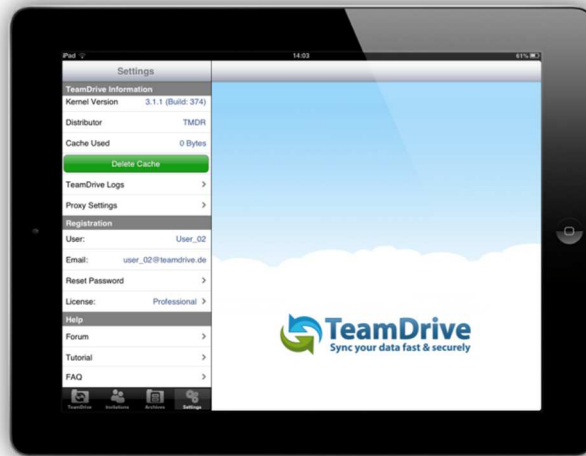 iPad 14:03 61%
Settings
TeamDrive Information
Kernel Version 3.1.1 (Build: 374)
Distributor TMDR
Cache Used 0 Bytes
Delete Cache
TeamDrive Logs
Proxy Settings
Registration
User: User_02
Email: user_02@teamdrive.de
Reset Password
License: Professional
Help
Forum
Tutorial
FAQ
TeamDrive Invitations Archives Settings
TeamDrive
Sync your data fast & securely